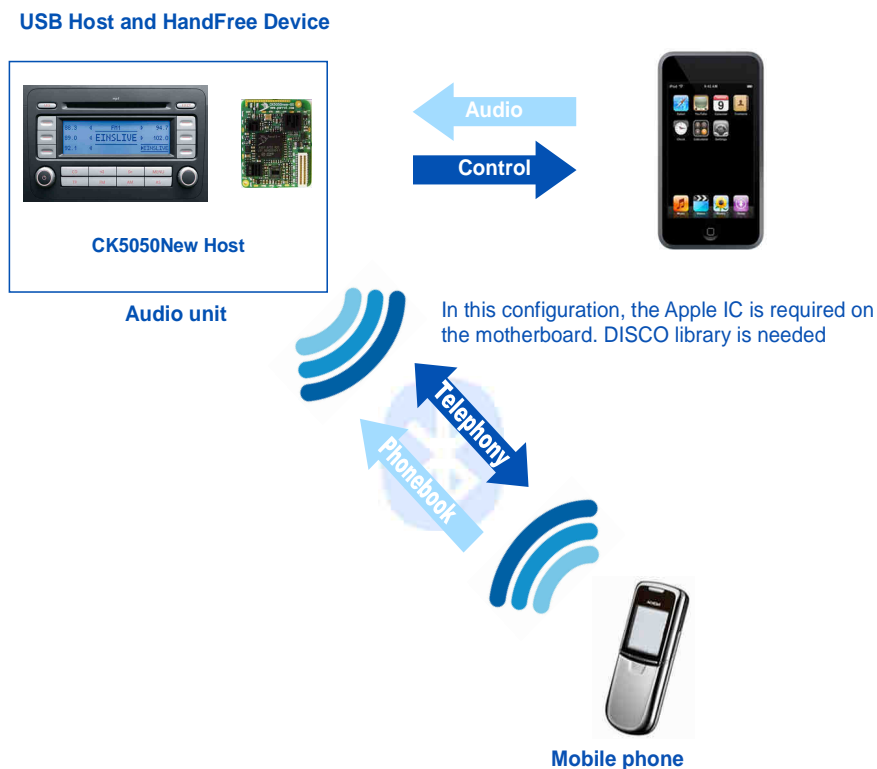 USB Host and HandFree Device
Audio
Control
EINSLIVE
CK5050New Host
Audio unit
In this configuration, the Apple IC is required on
the motherboard. DISCO library is needed
Telephony
Phonebook
Mobile phone